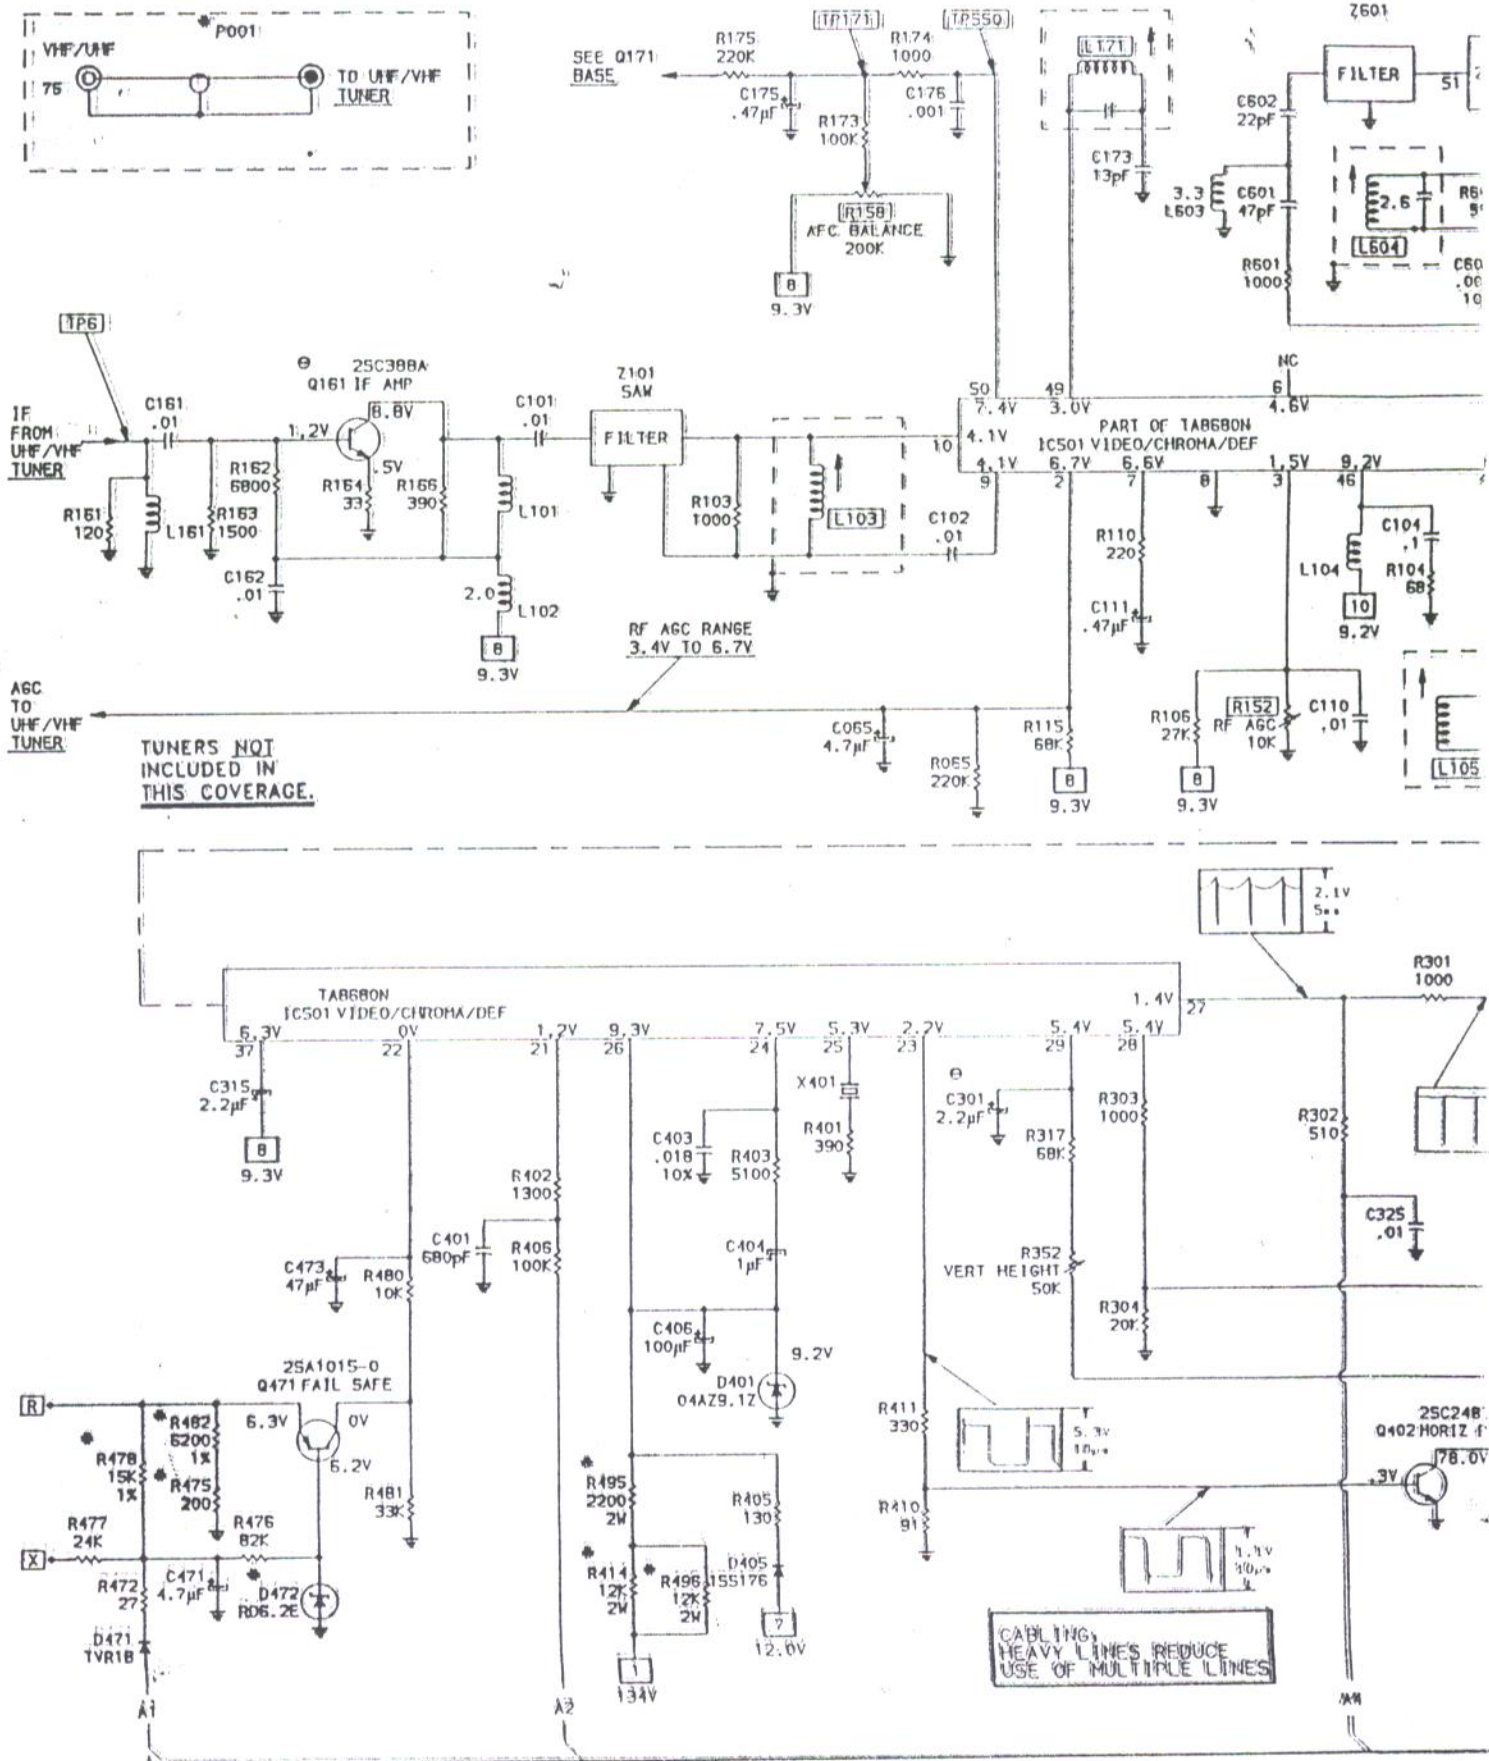 P001
VHF/UHF
75
TO UHF/VHF
TUNER
SEE Q171
BASE
R175
220K
TP171
R174
1000
TP550
C175
.47µF
R173
100K
C176
.001
R158
AFC BALANCE
200K
8
9.3V
L171
C173
13pF
Z601
FILTER
S1
C602
22pF
3.3
L603
C601
47pF
R601
1000
2.6
L604
TP6
IF
FROM
UHF/VHF
TUNER
C161
.01
R161
120
L161
R163
1500
R162
6800
C162
.01
2SC388A
Q161 IF AMP
8.8V
1.2V
.5V
R164
33
R166
390
C101
.01
L101
2.0
L102
8
9.3V
Z101
SAW
FILTER
R103
1000
L103
C102
.01
50
7.4V
49
3.0V
NC
6
4.6V
10
4.1V
PART OF TA8680N
IC501 VIDEO/CHROMA/DEF
4.1V
6.7V
6.6V
1.5V
9.2V
9
2
7
8
3
46
R110
220
C111
.47µF
L104
10
9.2V
C104
.1
R104
68
RF AGC RANGE
3.4V TO 6.7V
AGC
TO
UHF/VHF
TUNER
TUNERS NOT
INCLUDED IN
THIS COVERAGE.
C065
4.7µF
R065
220K
R115
68K
8
9.3V
R106
27K
8
9.3V
R152
RF AGC
10K
C110
.01
L105
2.1V
R301
1000
TA8680N
IC501 VIDEO/CHROMA/DEF
1.4V
27
6.3V
0V
1.2V
9.3V
7.5V
5.3V
2.2V
5.4V
5.4V
37
22
21
26
24
25
23
29
28
C315
2.2µF
8
9.3V
X401
R401
390
C301
2.2µF
R303
1000
R302
510
C403
.018
10%
R403
5100
R317
68K
R402
1300
C401
680pF
R406
100K
C404
1µF
C325
.01
C473
47µF
R480
10K
R352
VERT HEIGHT
50K
R304
20K
C406
100µF
9.2V
D401
04AZ9.1Z
2SA1015-O
Q471 FAIL SAFE
R
6.3V
0V
6.2V
R482
6200
1%
R478
15K
1%
R475
200
R481
33K
R411
330
5.3V
10µs
2SC248
Q402 HORIZ
78.0V
.3V
R495
2200
2W
R405
130
R410
91
R477
24K
X
R476
82K
R472
27
C471
4.7µF
D472
RD6.2E
R414
12K
2W
R496
12K
2W
D405
1SS176
7
12.0V
1.1V
10µs
D471
TVR1B
1
134V
CABLING,
HEAVY LINES REDUCE
USE OF MULTIPLE LINES
A1
A2